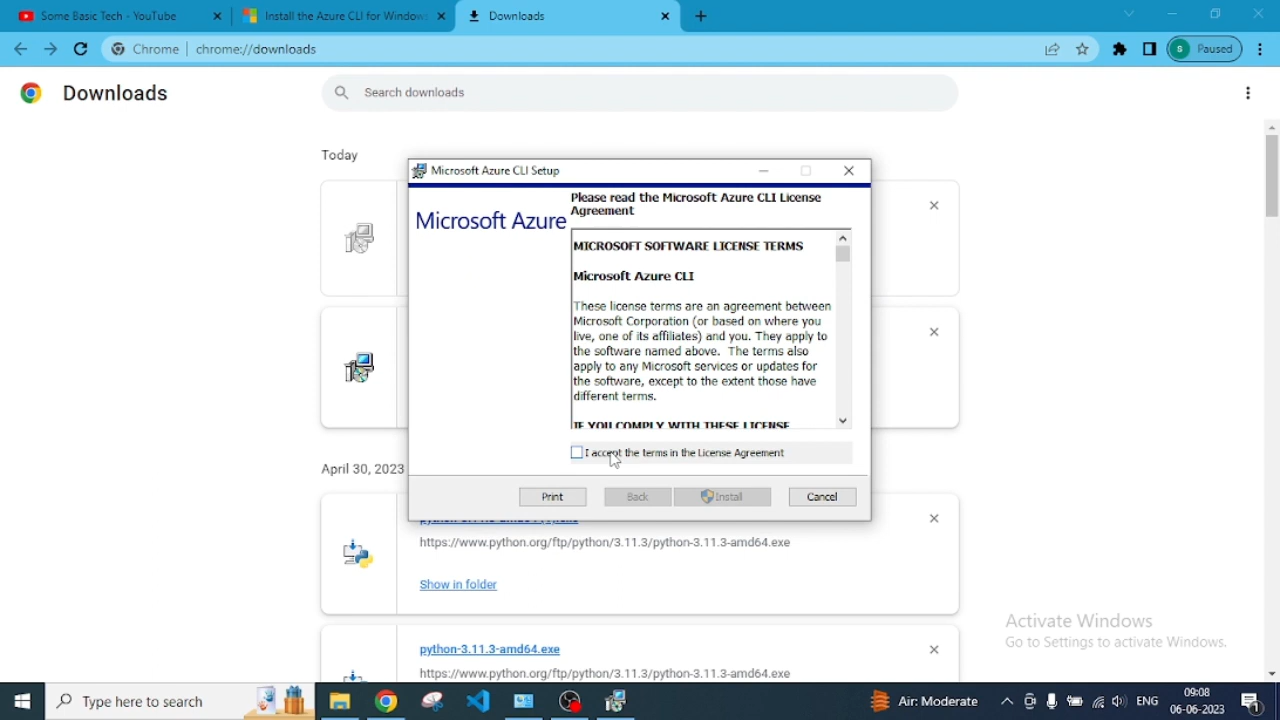 Some Basic Tech - YouTube
Install the Azure CLI for Windows
Downloads
Chrome
chrome://downloads
S
Paused
Downloads
Search downloads
Today
Microsoft Azure CLI Setup
Microsoft Azure
Please read the Microsoft Azure CLI License
Agreement
MICROSOFT SOFTWARE LICENSE TERMS
Microsoft Azure CLI
These license terms are an agreement between
Microsoft Corporation (or based on where you
live, one of its affiliates) and you. They apply to
the software named above. The terms also
apply to any Microsoft services or updates for
the software, except to the extent those have
different terms.
IF YOU COMPLY WITH THESE LICENSE
I accept the terms in the License Agreement
Print
Back
Install
Cancel
April 30, 2023
https://www.python.org/ftp/python/3.11.3/python-3.11.3-amd64.exe
Show in folder
python-3.11.3-amd64.exe
https://www.python.org/ftp/python/3.11.3/python-3.11.3-amd64.exe
Activate Windows
Go to Settings to activate Windows.
Type here to search
Air: Moderate
ENG
09:08
06-06-2023
1